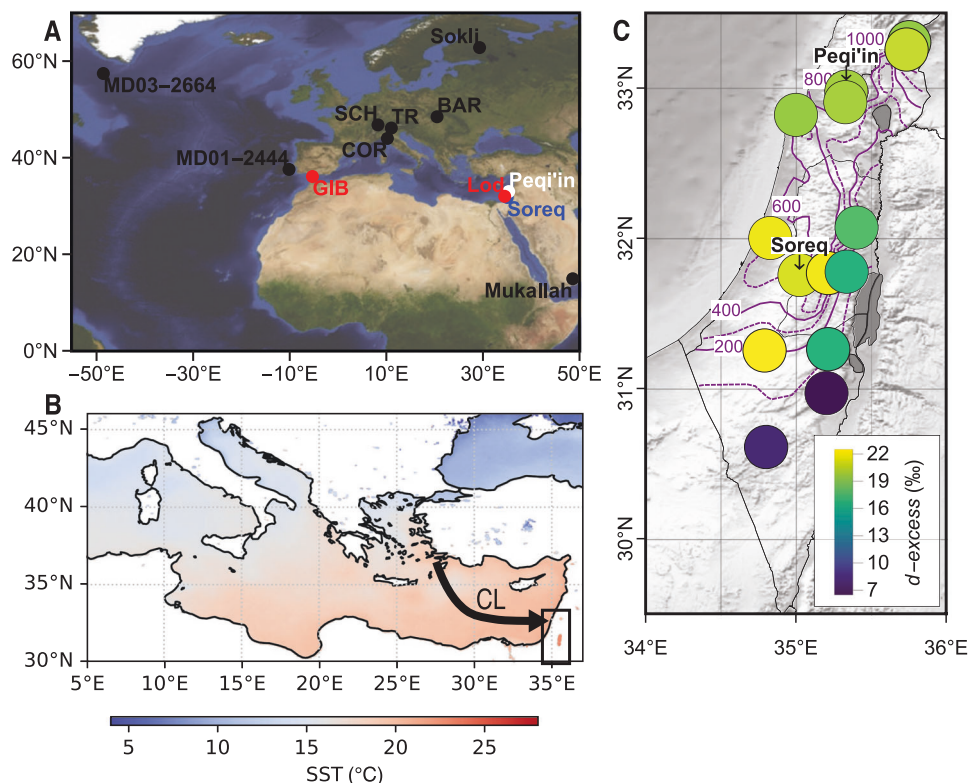 A
60°N
40°N
20°N
0°N
Sokli
MD03−2664
SCH
TR
BAR
COR
MD01−2444
GIB
Lod
Peqi'in
Soreq
Mukallah
−50°E
−30°E
−10°E
10°E
30°E
50°E
B
45°N
40°N
35°N
30°N
CL
5°E
10°E
15°E
20°E
25°E
30°E
35°E
5
10
15
20
25
SST (°C)
C
1000
Peqi'in
800
33°N
600
32°N
Soreq
400
200
31°N
30°N
22
19
16
13
10
7
d−excess (‰)
34°E
35°E
36°E